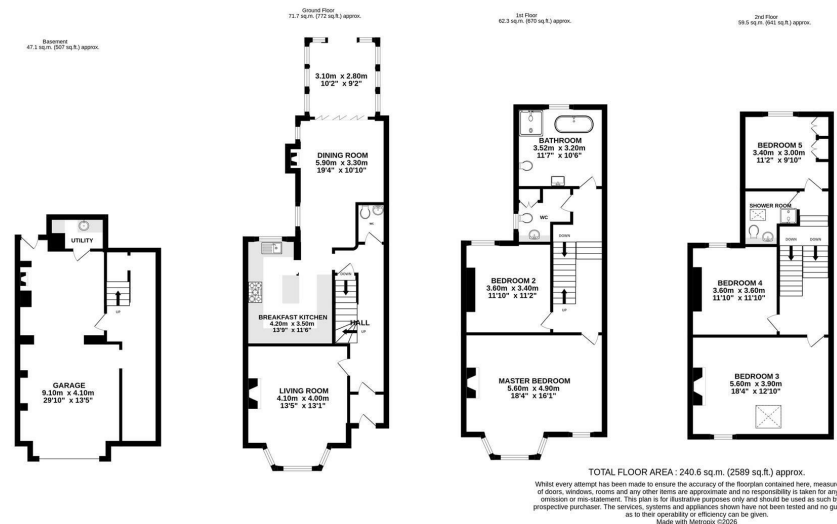 Basement
47.1 sq.m. (507 sq.ft.) approx.
UTILITY
UP
GARAGE
9.10m x 4.10m
29'10" x 13'5"
Ground Floor
71.7 sq.m. (772 sq.ft.) approx.
3.10m x 2.80m
10'2" x 9'2"
DINING ROOM
5.90m x 3.30m
19'4" x 10'10"
WC
DOWN
BREAKFAST KITCHEN
4.20m x 3.50m
13'9" x 11'6"
HALL
UP
LIVING ROOM
4.10m x 4.00m
13'5" x 13'1"
1st Floor
62.3 sq.m. (670 sq.ft.) approx.
BATHROOM
3.52m x 3.20m
11'7" x 10'6"
WC
DOWN
BEDROOM 2
3.60m x 3.40m
11'10" x 11'2"
UP
MASTER BEDROOM
5.60m x 4.90m
18'4" x 16'1"
2nd Floor
59.5 sq.m. (641 sq.ft.) approx.
BEDROOM 5
3.40m x 3.00m
11'2" x 9'10"
SHOWER ROOM
DOWN
DOWN
BEDROOM 4
3.60m x 3.60m
11'10" x 11'10"
BEDROOM 3
5.60m x 3.90m
18'4" x 12'10"
TOTAL FLOOR AREA : 240.6 sq.m. (2589 sq.ft.) approx.
Whilst every attempt has been made to ensure the accuracy of the floorplan contained here, measure
of doors, windows, rooms and any other items are approximate and no responsibility is taken for any
omission or mis-statement. This plan is for illustrative purposes only and should be used as such b
prospective purchaser. The services, systems and appliances shown have not been tested and no gu
as to their operability or efficiency can be given.
Made with Metropix ©2026